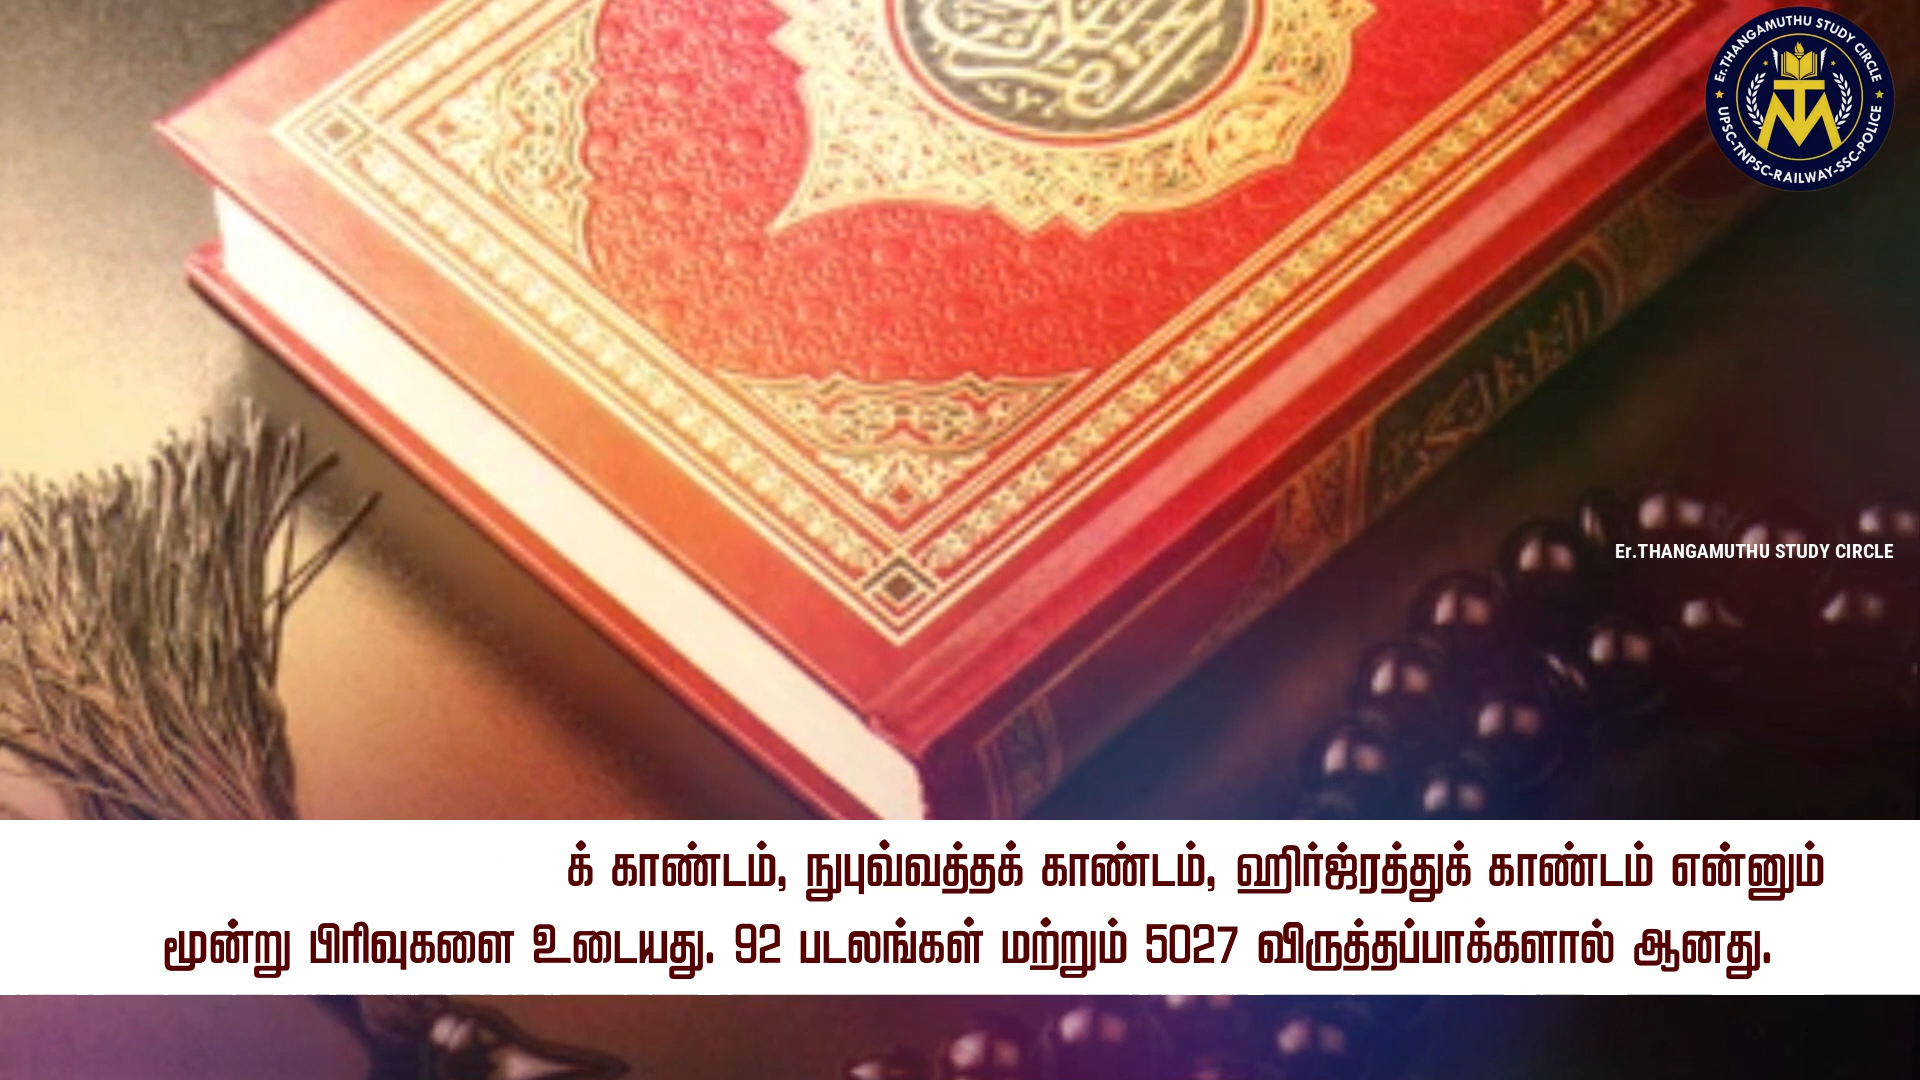 Er.THANGAMUTHU STUDY CIRCLE
UPSC-TNPSC-RAILWAY-SSC-POLICE
Er.THANGAMUTHU STUDY CIRCLE
க் காண்டம், நுபுவ்வத்தக் காண்டம், ஹிர்ஜ்ரத்துக் காண்டம் என்னும்
மூன்று பிரிவுகளை உடையது. 92 படலங்கள் மற்றும் 5027 விருத்தப்பாக்களால் ஆனது.